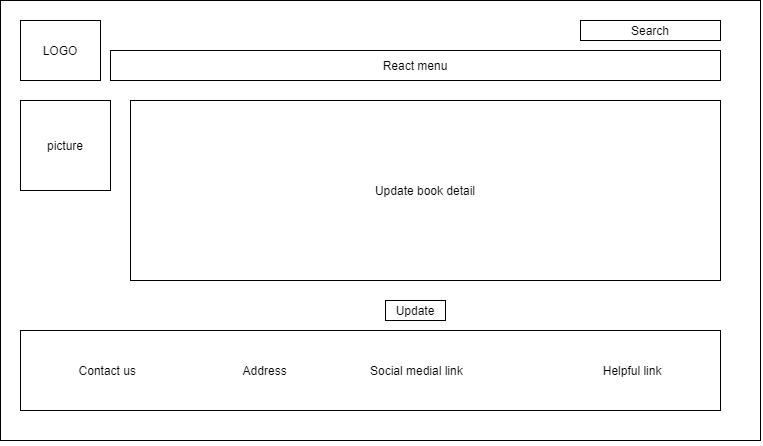 Search
LOGO
React menu
picture
Update book detail
Update
Contact us
Address
Social medial link
Helpful link